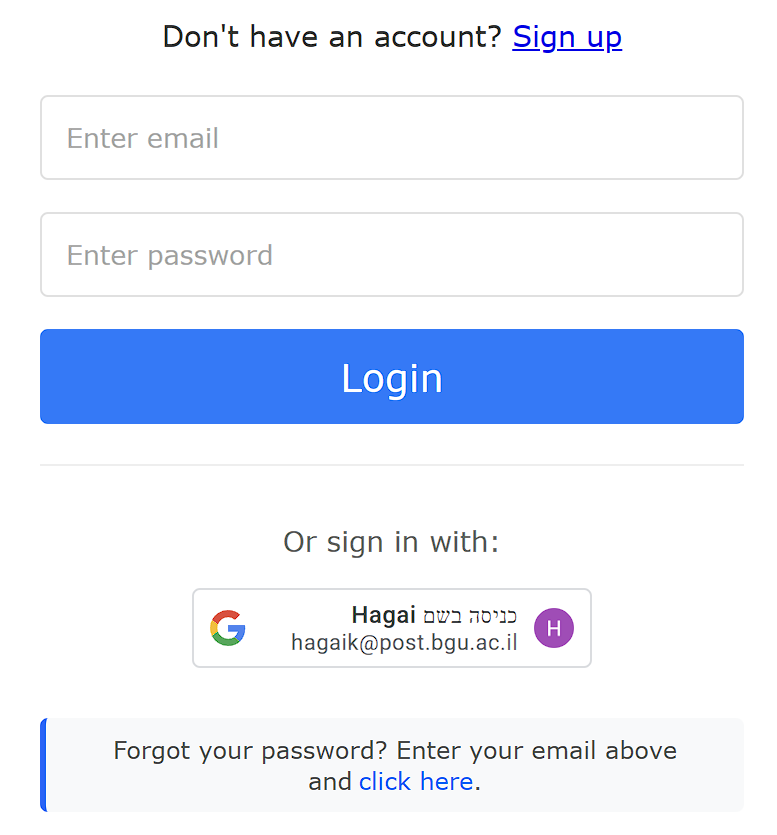 Don't have an account? Sign up
Enter email
Enter password
Login
Or sign in with:
כניסה בשם Hagai
hagaik@post.bgu.ac.il
H
Forgot your password? Enter your email above
and click here.